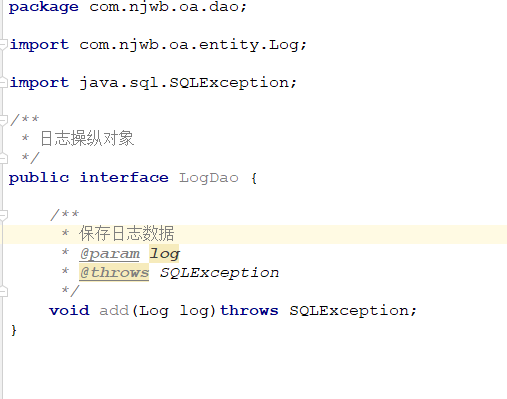 package com.njwb.oa.dao;
import com.njwb.oa.entity.Log;
import java.sql.SQLException;
/**
 * 日志操纵对象
 */
public interface LogDao {
    /**
     * 保存日志数据
     * @param log
     * @throws SQLException
     */
    void add(Log log)throws SQLException;
}